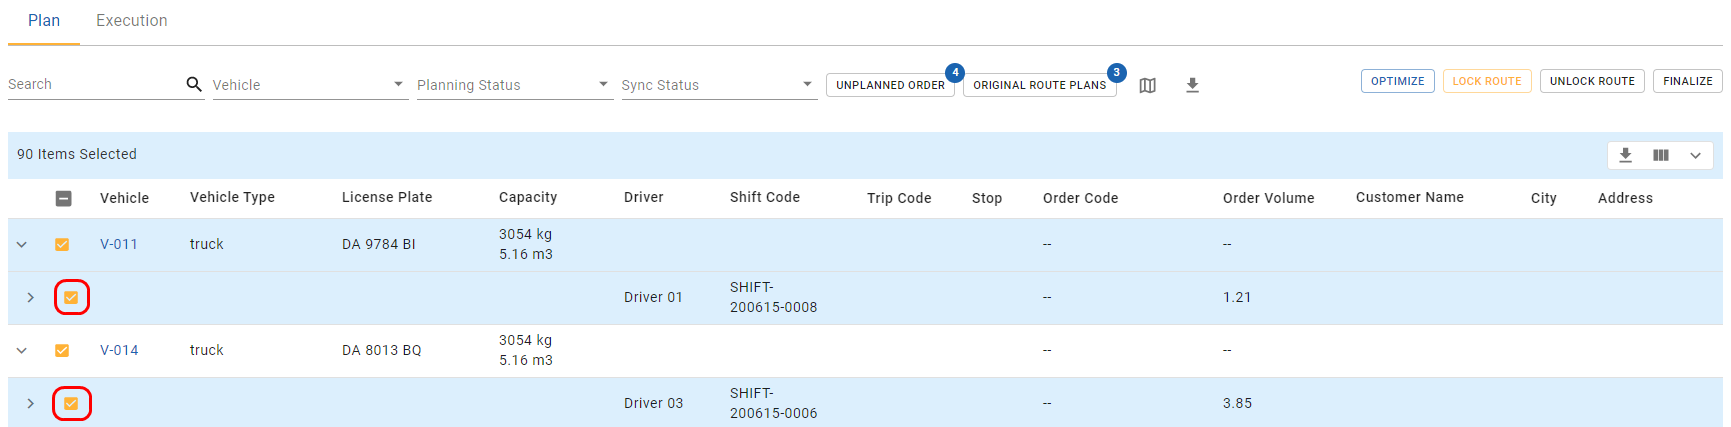 Plan Execution
Search Vehicle Planning Status Sync Status UNPLANNED ORDER 4 ORIGINAL ROUTE PLANS 3 OPTIMIZE LOCK ROUTE UNLOCK ROUTE FINALIZE
90 Items Selected
Vehicle Vehicle Type License Plate Capacity Driver Shift Code Trip Code Stop Order Code Order Volume Customer Name City Address
V-011 truck DA 9784 BI 3054 kg -- --
5.16 m3
Driver 01 SHIFT- -- 1.21
200615-0008
V-014 truck DA 8013 BQ 3054 kg -- --
5.16 m3
Driver 03 SHIFT- -- 3.85
200615-0006